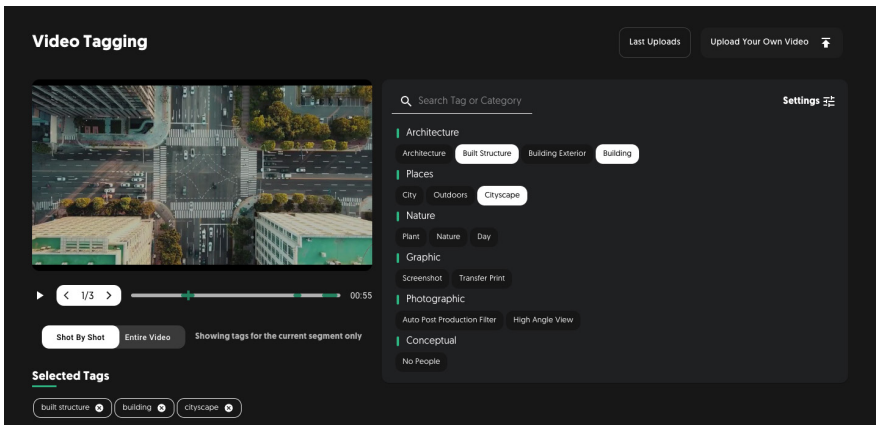 Video Tagging
Last Uploads
Upload Your Own Video
Search Tag or Category
Settings
Architecture
Architecture Built Structure Building Exterior Building
Places
City Outdoors Cityscape
Nature
Plant Nature Day
Graphic
Screenshot Transfer Print
Photographic
Auto Post Production Filter High Angle View
Conceptual
No People
1/3
00:55
Shot By Shot Entire Video Showing tags for the current segment only
Selected Tags
built structure building cityscape